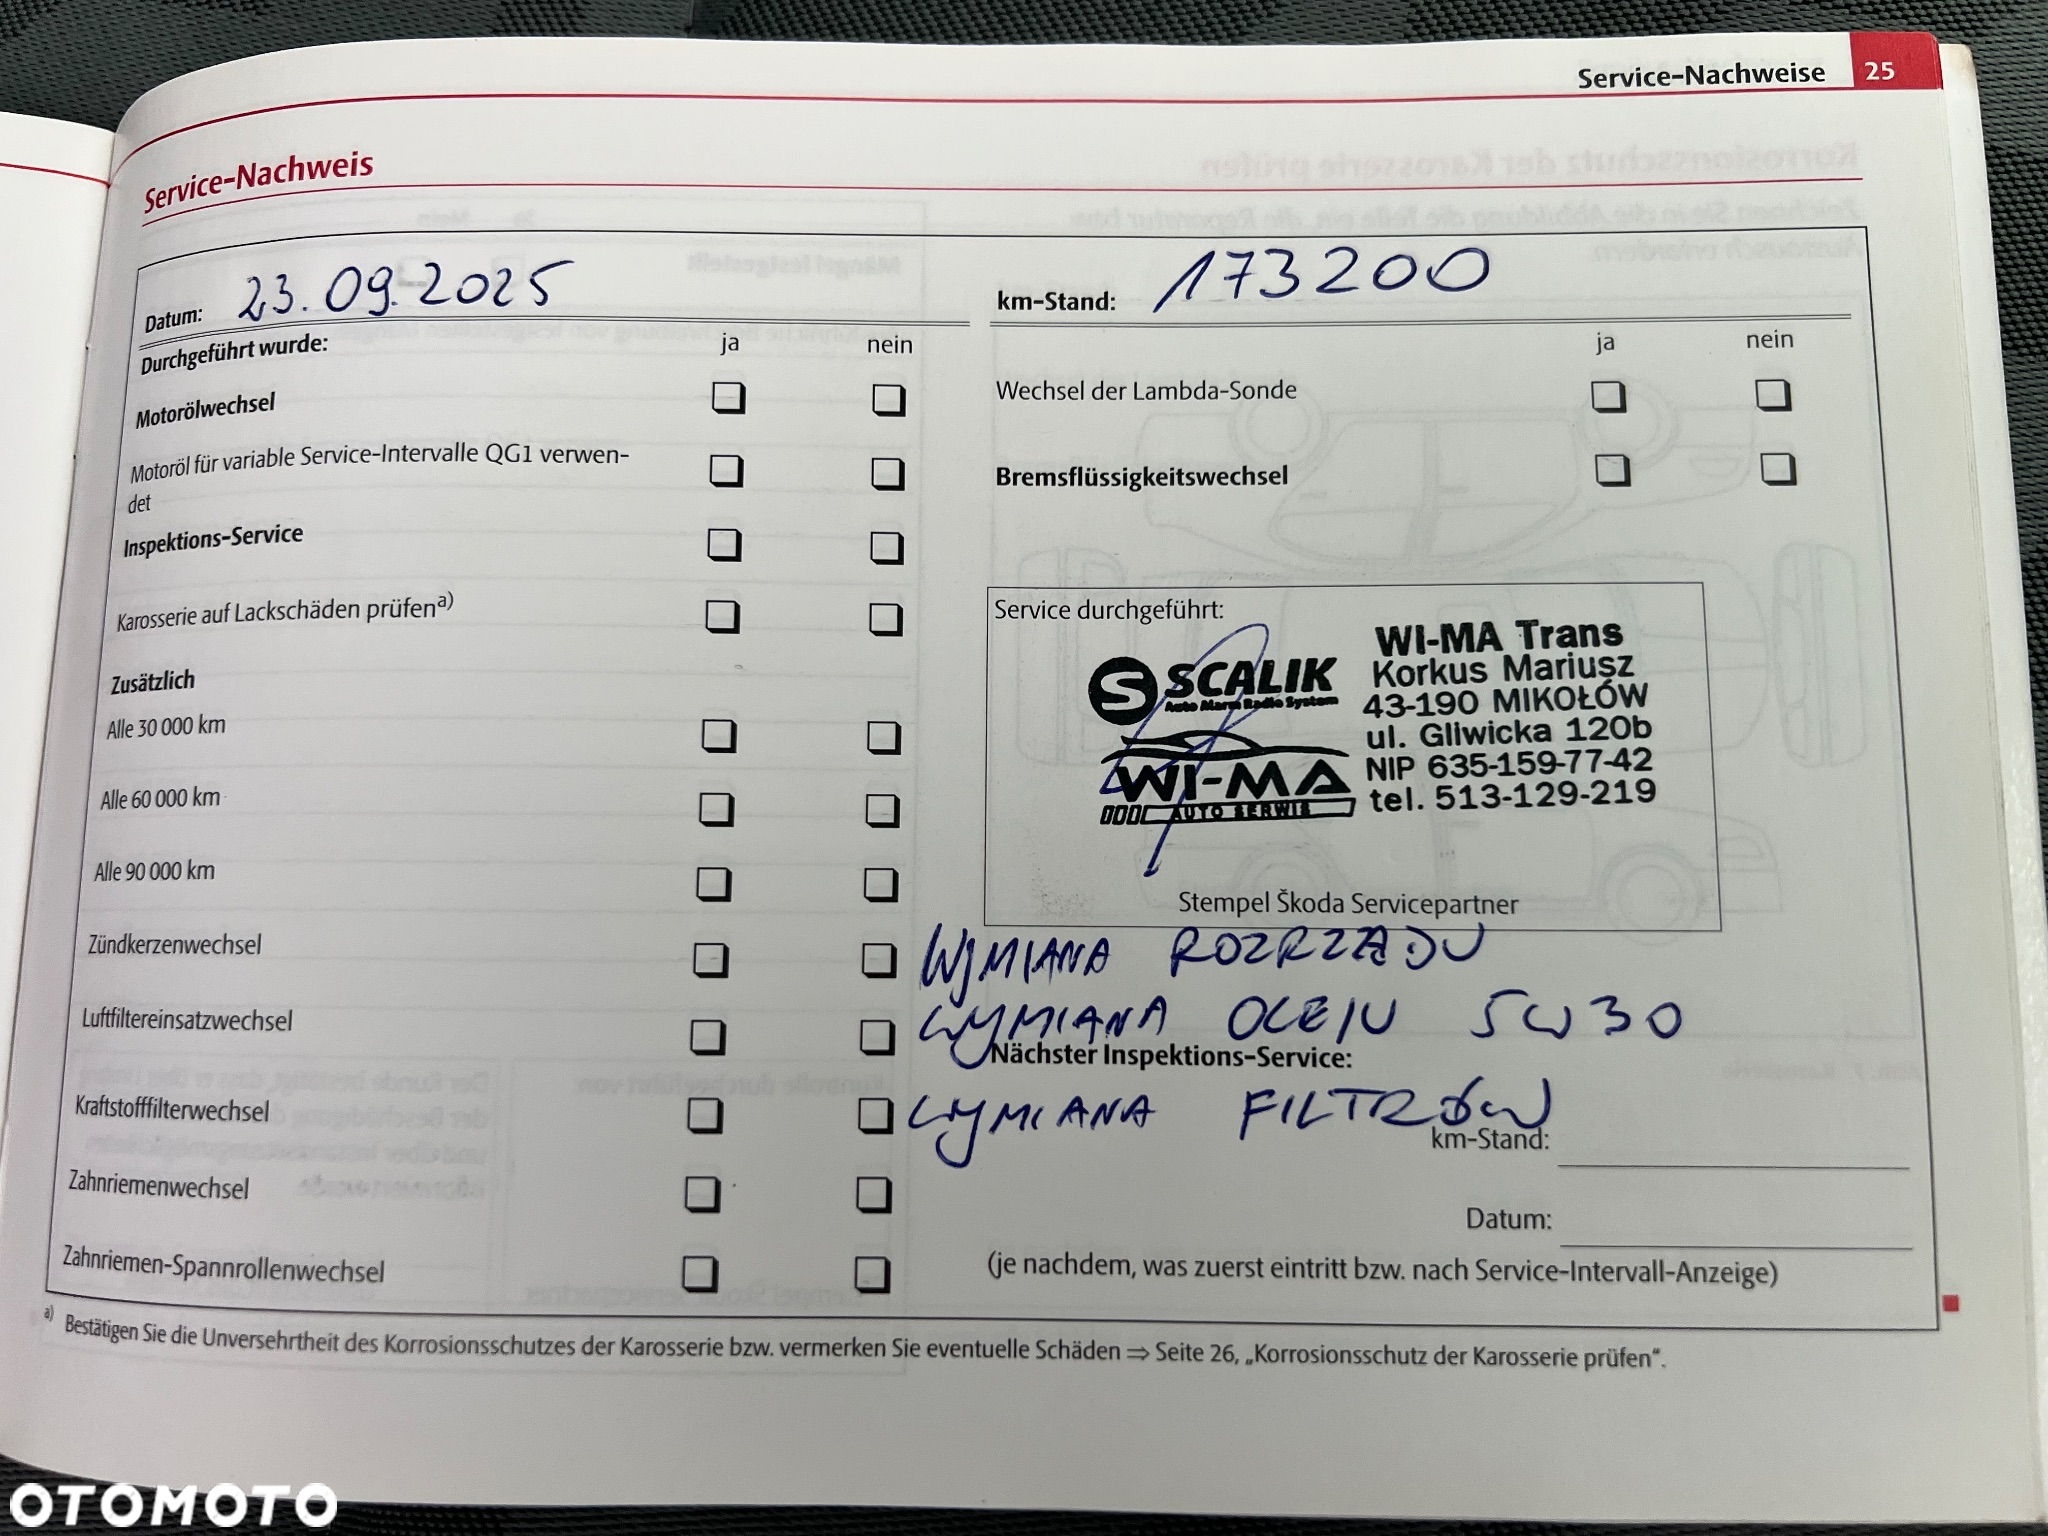 Service-Nachweise 25
Service-Nachweis
Datum: 23.09.2025
km-Stand: 173200
Durchgeführt wurde: ja nein
Motorölwechsel
Motoröl für variable Service-Intervalle QG1 verwen-
det
Inspektions-Service
Karosserie auf Lackschäden prüfen a)
Zusätzlich
Alle 30 000 km
Alle 60 000 km
Alle 90 000 km
Zündkerzenwechsel
Luftfiltereinsatzwechsel
Kraftstofffilterwechsel
Zahnriemenwechsel
Zahnriemen-Spannrollenwechsel
ja nein
Wechsel der Lambda-Sonde
Bremsflüssigkeitswechsel
Service durchgeführt:
SCALIK
Auto Alarm Radio System
WI-MA
AUTO SERWIS
WI-MA Trans
Korkus Mariusz
43-190 MIKOŁÓW
ul. Gliwicka 120b
NIP 635-159-77-42
tel. 513-129-219
Stempel Škoda Servicepartner
WYMIANA ROZRZĄDU
WYMIANA OLEJU 5W30
Nächster Inspektions-Service:
WYMIANA FILTRÓW
km-Stand:
Datum:
(je nachdem, was zuerst eintritt bzw. nach Service-Intervall-Anzeige)
a) Bestätigen Sie die Unversehrtheit des Korrosionsschutzes der Karosserie bzw. vermerken Sie eventuelle Schäden ⇒ Seite 26, „Korrosionsschutz der Karosserie prüfen“.
OTOMOTO